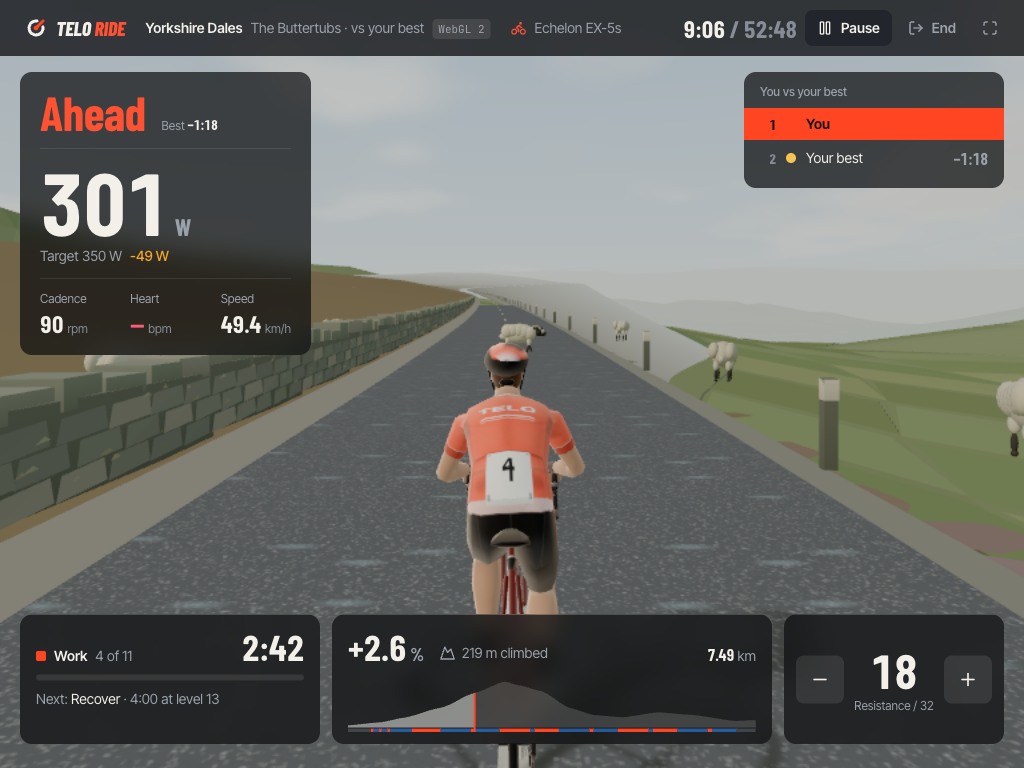 TELO RIDE
Yorkshire Dales The Buttertubs · vs your best WebGL 2
Echelon EX-5s
9:06 / 52:48
Pause
End
Ahead Best −1:18
301 W
Target 350 W -49 W
Cadence Heart Speed
90 rpm — bpm 49.4 km/h
You vs your best
1 You
2 Your best −1:18
TELO
4
Work 4 of 11 2:42
Next: Recover · 4:00 at level 13
+2.6 % 219 m climbed 7.49 km
− 18 +
Resistance / 32